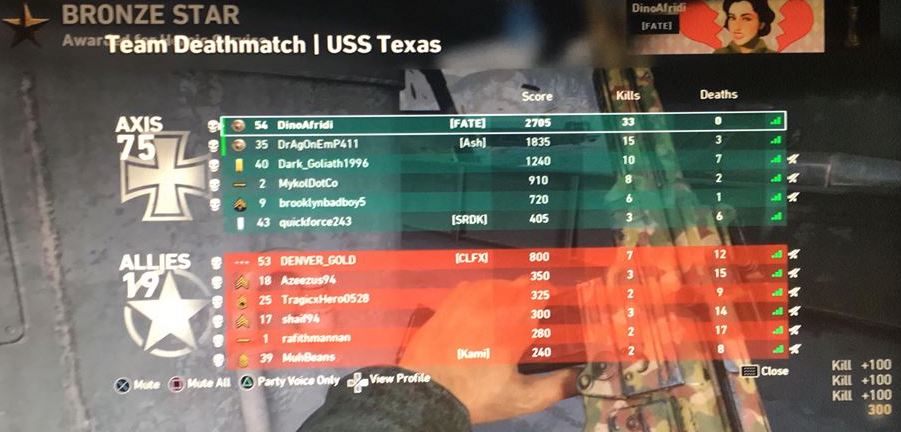 BRONZE STAR
Team Deathmatch | USS Texas
DinoAfridi
[FATE]
Score Kills Deaths
AXIS
75
54 DinoAfridi [FATE] 2705 33 0
35 DrAgOnEmP411 [Ash] 1835 15 3
40 Dark_Goliath1996 1240 10 7
2 MykolDotCo 910 8 2
9 brooklynbadboy5 720 6 1
43 quickforce243 [SRDK] 405 3 6
ALLIES
19
53 DENVER_GOLD [CLFX] 800 7 12
18 Azeezus94 350 3 15
25 TragicxHero0528 325 2 9
17 shaif94 300 3 14
1 rafithmannan 280 2 17
39 MuhBeans [Kami] 240 2 8
Mute Mute All Party Voice Only View Profile Close
Kill +100
Kill +100
Kill +100
300